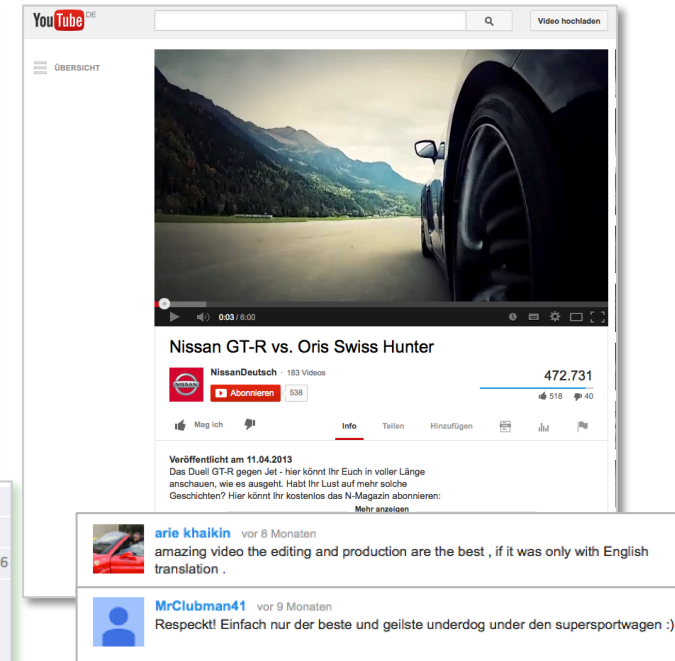 YouTube DE
Video hochladen
ÜBERSICHT
0:03 / 6:00
Nissan GT-R vs. Oris Swiss Hunter
NISSAN
NissanDeutsch · 183 Videos
472.731
Abonnieren 538
518 40
Mag ich
Info Teilen Hinzufügen
Veröffentlicht am 11.04.2013
Das Duell GT-R gegen Jet - hier könnt Ihr Euch in voller Länge
anschauen, wie es ausgeht. Habt Ihr Lust auf mehr solche
Geschichten? Hier könnt Ihr kostenlos das N-Magazin abonnieren:
Mehr anzeigen
6
arie khaikin vor 8 Monaten
amazing video the editing and production are the best , if it was only with English
translation .
MrClubman41 vor 9 Monaten
Respeckt! Einfach nur der beste und geilste underdog under den supersportwagen :)